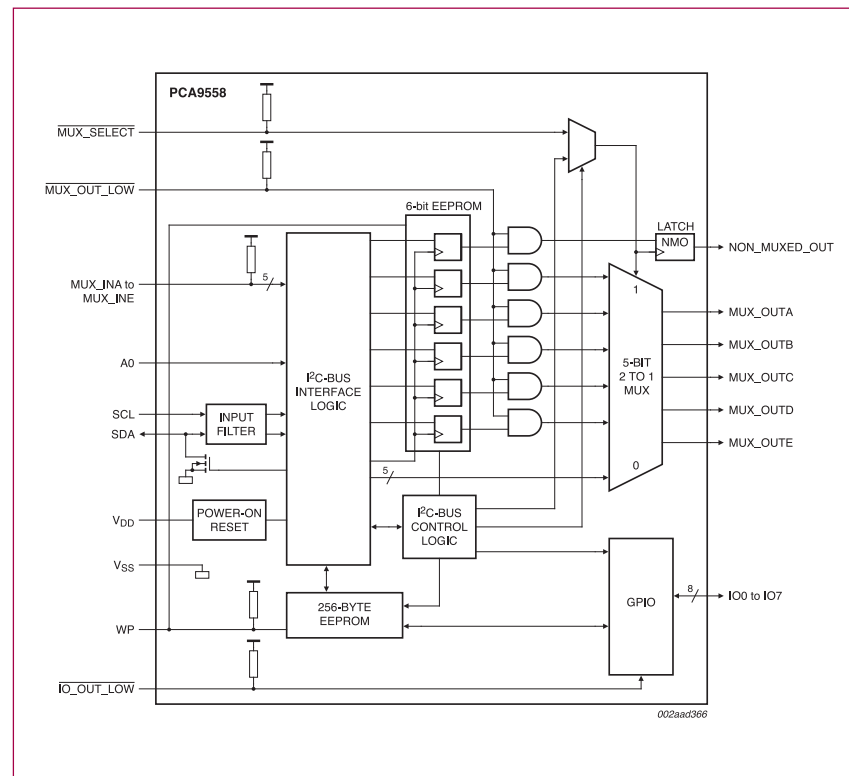 PCA9558
MUX_SELECT
MUX_OUT_LOW
6-bit EEPROM
LATCH
NMO
NON_MUXED_OUT
MUX_INA to
MUX_INE
5
1
MUX_OUTA
MUX_OUTB
A0
I²C-BUS
INTERFACE
LOGIC
5-BIT
2 TO 1
MUX
MUX_OUTC
SCL
SDA
INPUT
FILTER
MUX_OUTD
MUX_OUTE
5
0
VDD
POWER-ON
RESET
I²C-BUS
CONTROL
LOGIC
VSS
256-BYTE
EEPROM
GPIO
8
IO0 to IO7
WP
IO_OUT_LOW
002aad366